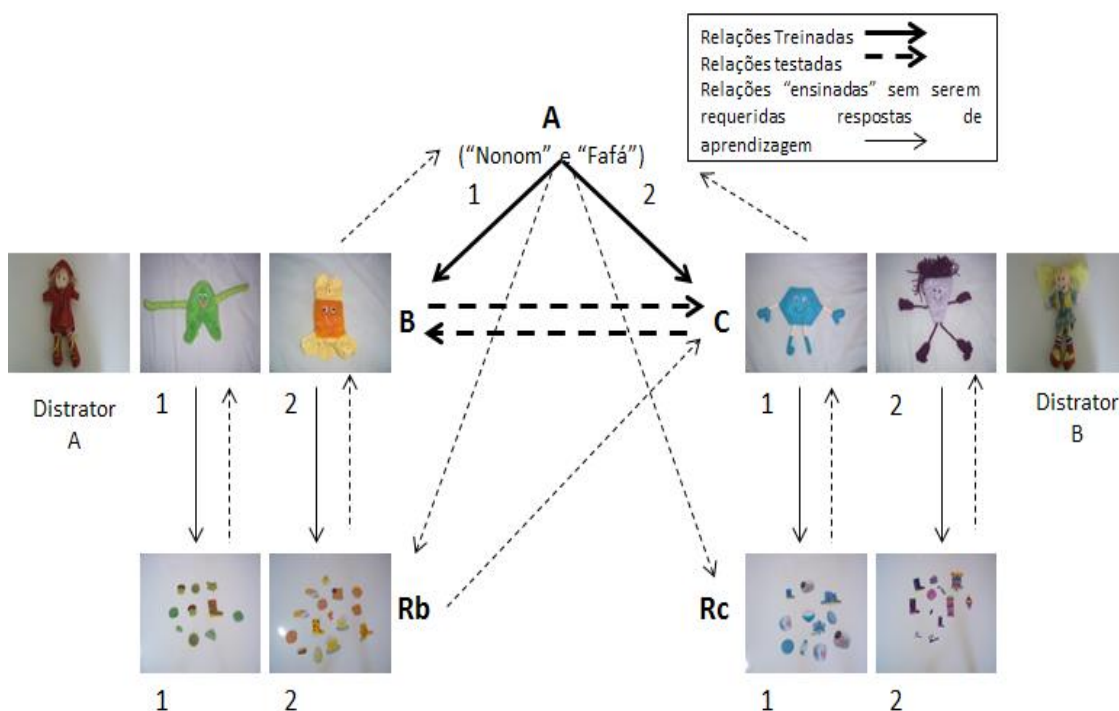 Relações Treinadas
Relações testadas
Relações "ensinadas" sem serem
requeridas respostas de
aprendizagem
A
("Nonom" e "Fafá")
1 2
B C
Distrator
A
1 2
1 2
Distrator
B
Rb Rc
1 2
1 2